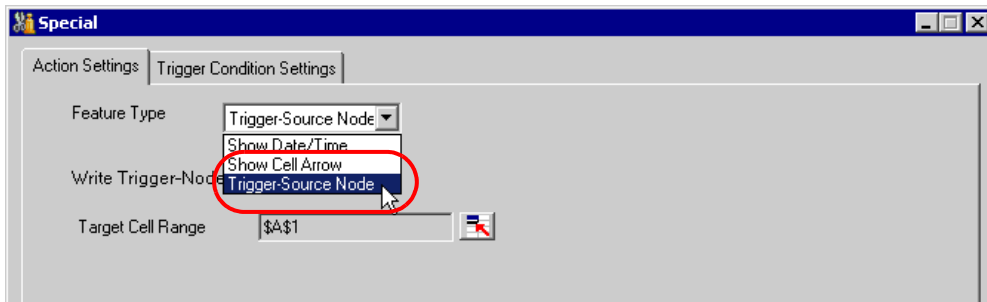 Special
Action Settings
Trigger Condition Settings
Feature Type
Trigger-Source Node
Show Date/Time
Show Cell Arrow
Write Trigger-Node
Trigger-Source Node
Target Cell Range
$A$1